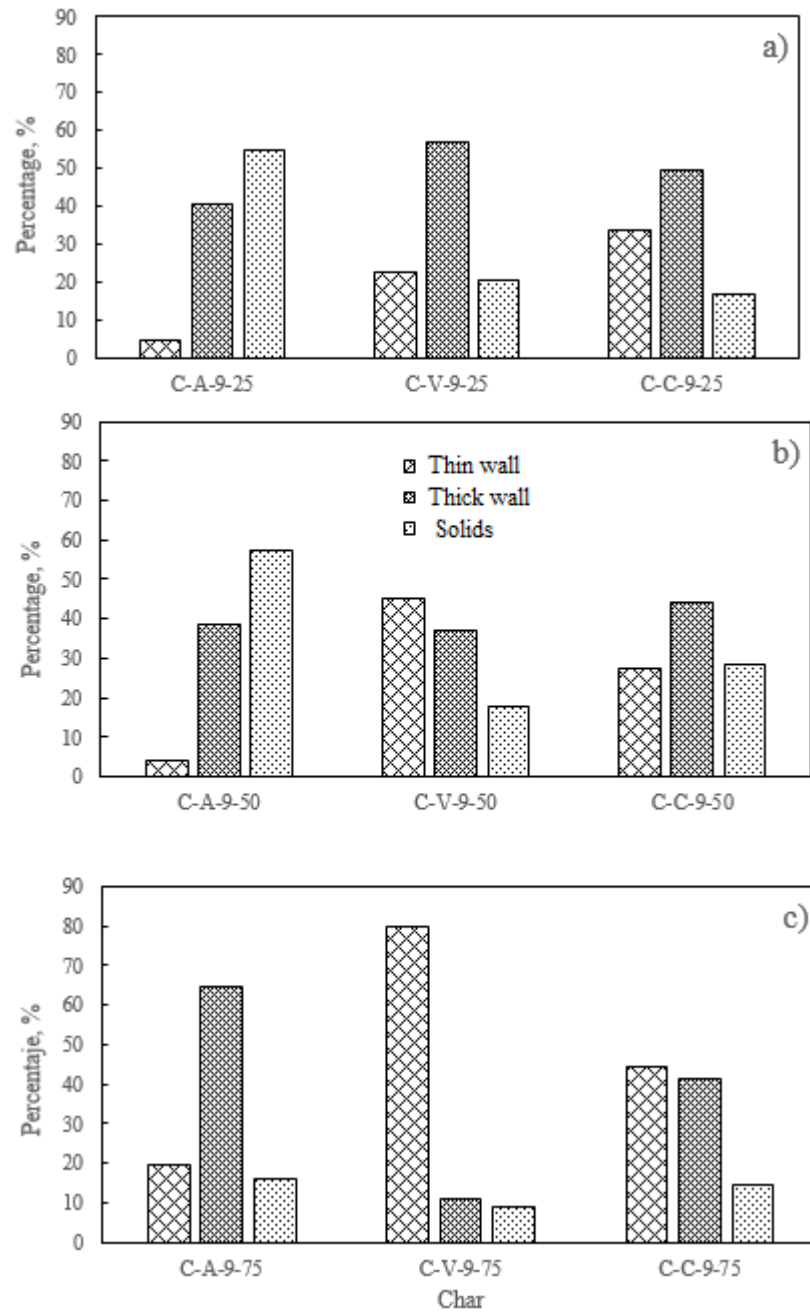 a)
Percentage, %
90
80
70
60
50
40
30
20
10
0
C-A-9-25 C-V-9-25 C-C-9-25
b)
Percentage, %
90
80
70
60
50
40
30
20
10
0
Thin wall
Thick wall
Solids
C-A-9-50 C-V-9-50 C-C-9-50
c)
Percentaje, %
90
80
70
60
50
40
30
20
10
0
C-A-9-75 C-V-9-75 C-C-9-75
Char